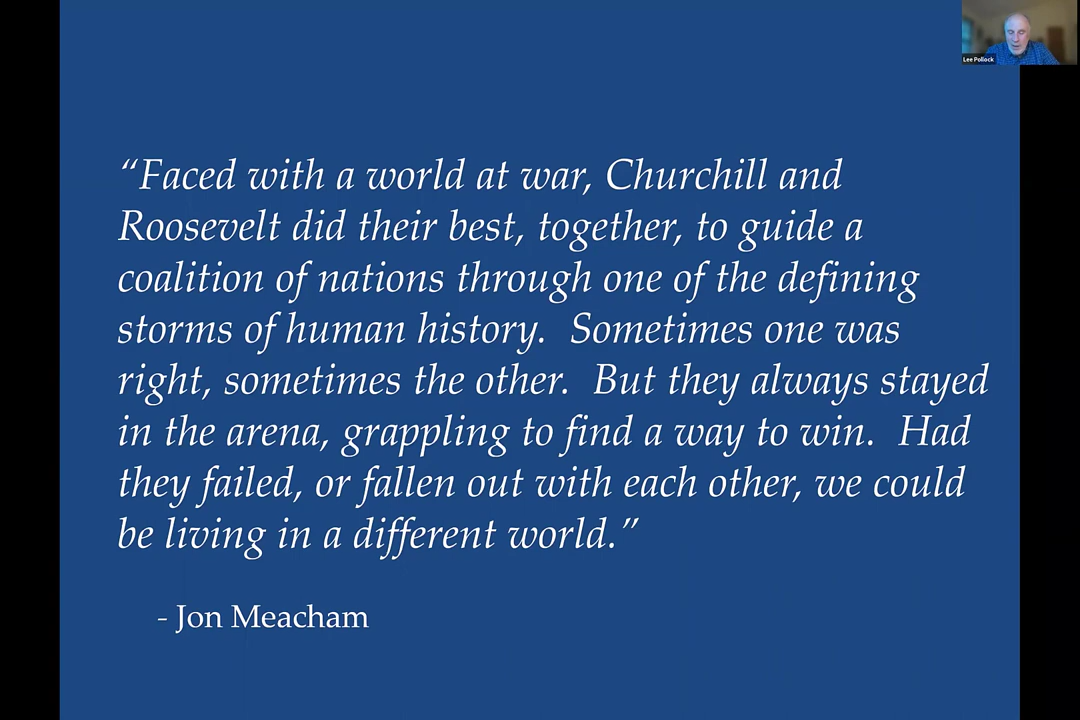 Lee Pollock
“Faced with a world at war, Churchill and
Roosevelt did their best, together, to guide a
coalition of nations through one of the defining
storms of human history.  Sometimes one was
right, sometimes the other.  But they always stayed
in the arena, grappling to find a way to win.  Had
they failed, or fallen out with each other, we could
be living in a different world.”
- Jon Meacham